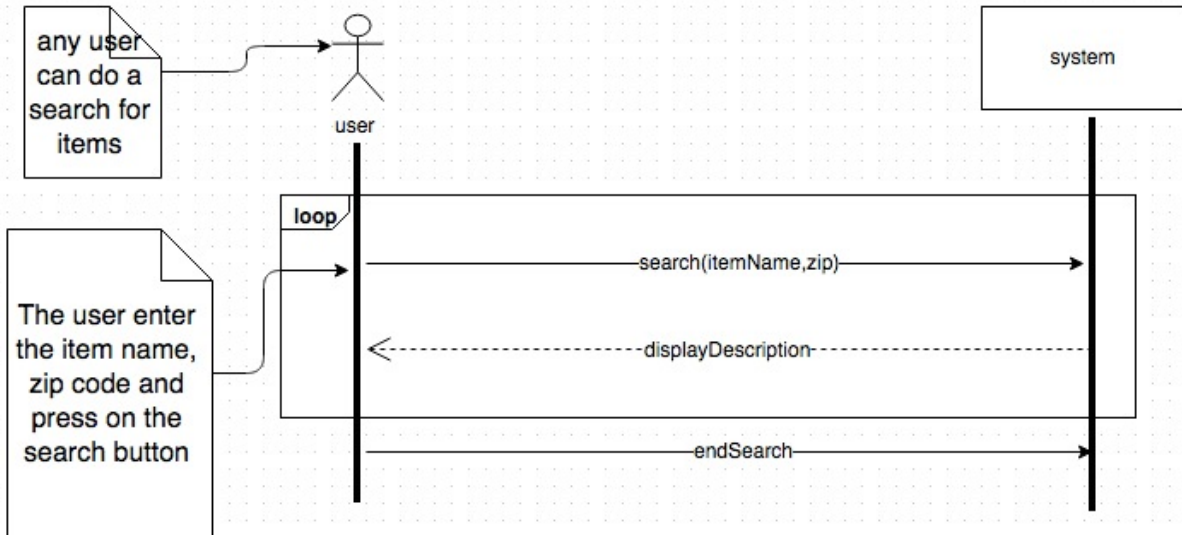 any user
can do a
search for
items
user
system
loop
search(itemName,zip)
The user enter
the item name,
zip code and
press on the
search button
displayDescription
endSearch